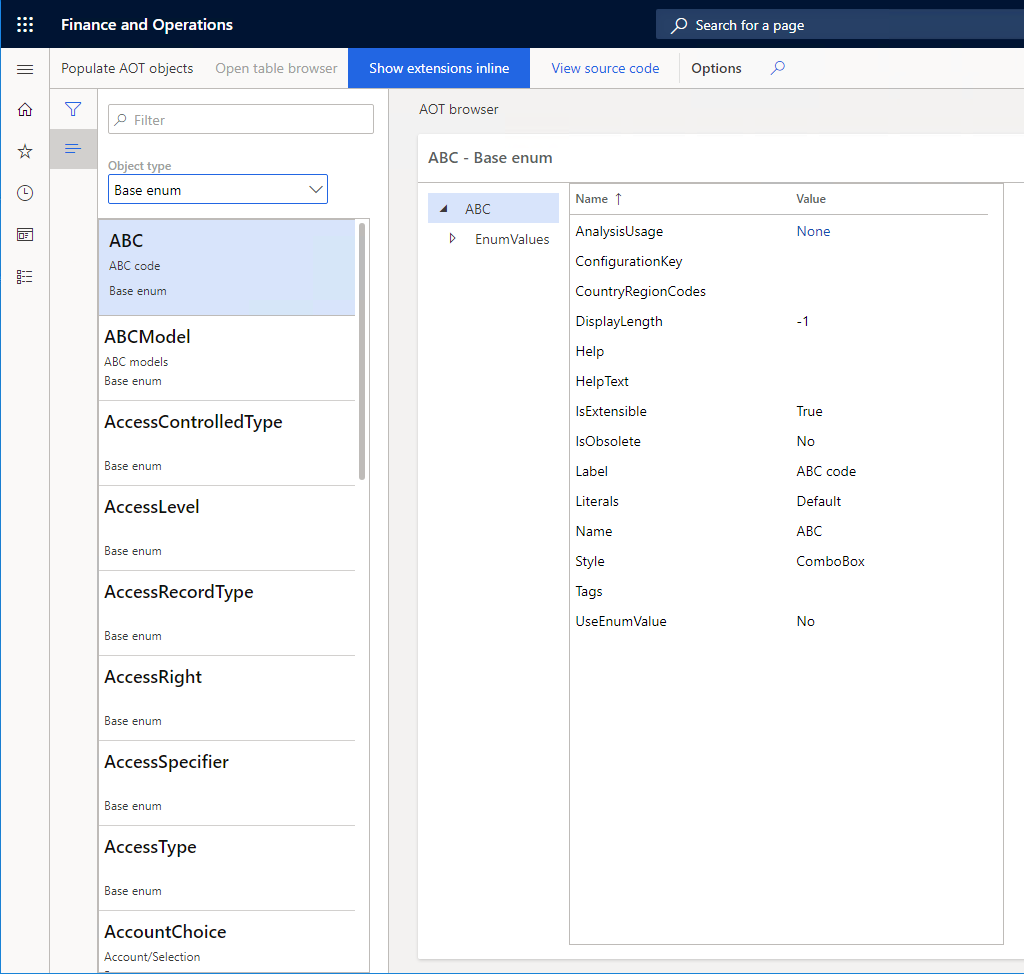 Finance and Operations
Search for a page
Populate AOT objects Open table browser Show extensions inline View source code Options
Filter
Object type
Base enum
ABC
ABC code
Base enum
ABCModel
ABC models
Base enum
AccessControlledType
Base enum
AccessLevel
Base enum
AccessRecordType
Base enum
AccessRight
Base enum
AccessSpecifier
Base enum
AccessType
Base enum
AccountChoice
Account/Selection
AOT browser
ABC - Base enum
ABC
EnumValues
Name ↑ Value
AnalysisUsage None
ConfigurationKey
CountryRegionCodes
DisplayLength -1
Help
HelpText
IsExtensible True
IsObsolete No
Label ABC code
Literals Default
Name ABC
Style ComboBox
Tags
UseEnumValue No